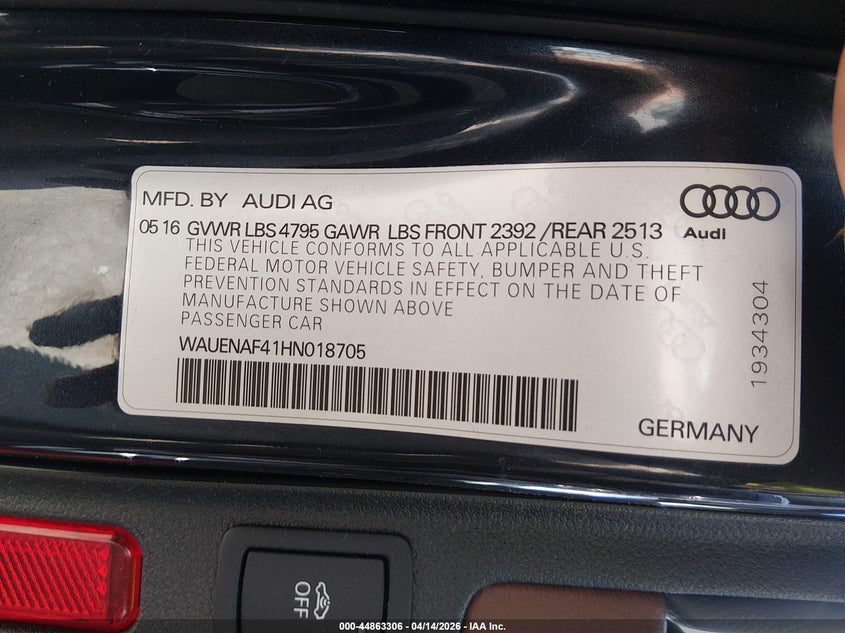 MFD. BY AUDI AG
Audi
05 16 GVWR LBS 4795 GAWR LBS FRONT 2392 /REAR 2513
THIS VEHICLE CONFORMS TO ALL APPLICABLE U.S.
FEDERAL MOTOR VEHICLE SAFETY, BUMPER AND THEFT
PREVENTION STANDARDS IN EFFECT ON THE DATE OF
MANUFACTURE SHOWN ABOVE
PASSENGER CAR
WAUENAF41HN018705
1934304
GERMANY
OFF
000-44863306 - 04/14/2026 - IAA Inc.